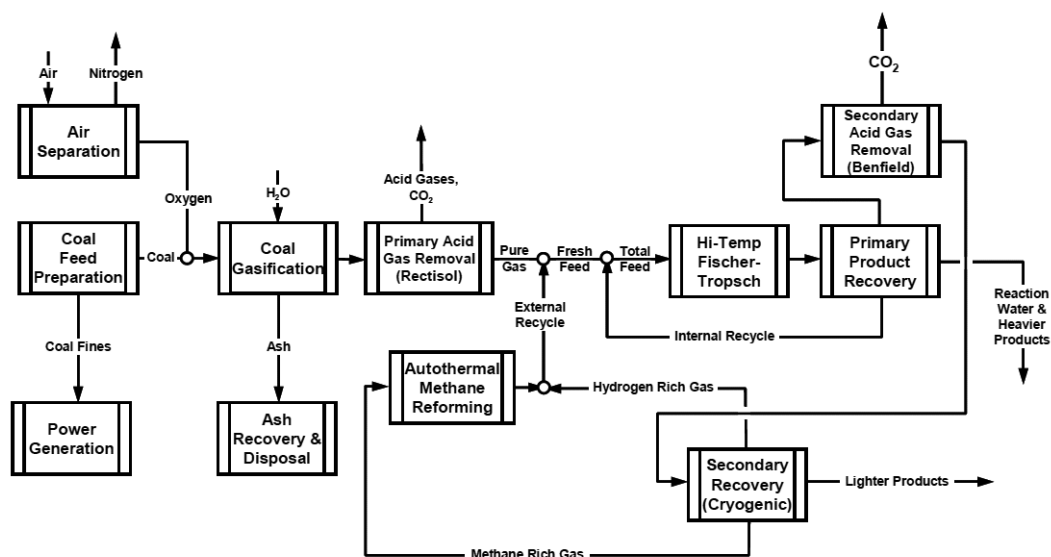 Air
Nitrogen
CO₂
Air
Separation
Secondary
Acid Gas
Removal
(Benfield)
Oxygen
H₂O
Acid Gases,
CO₂
Coal
Feed
Preparation
Coal
Coal
Gasification
Primary Acid
Gas Removal
(Rectisol)
Pure
Gas
Fresh
Feed
Total
Feed
Hi-Temp
Fischer-
Tropsch
Primary
Product
Recovery
Reaction
Water &
Heavier
Products
External
Recycle
Internal Recycle
Coal Fines
Ash
Autothermal
Methane
Reforming
Hydrogen Rich Gas
Power
Generation
Ash
Recovery &
Disposal
Secondary
Recovery
(Cryogenic)
Lighter Products
Methane Rich Gas